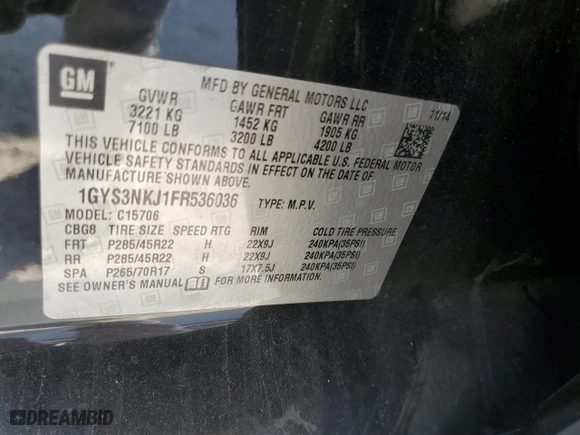 GM
MFD BY GENERAL MOTORS LLC
GVWR GAWR FRT GAWR RR 11/14
3221 KG 1452 KG 1905 KG
7100 LB 3200 LB 4200 LB
THIS VEHICLE CONFORMS TO ALL APPLICABLE U.S. FEDERAL MOTOR
VEHICLE SAFETY STANDARDS IN EFFECT ON THE DATE OF
MANUFACTURE SHOWN ABOVE.
1GYS3NKJ1FR536036 TYPE: M.P.V.
MODEL: C15706
CBG8 TIRE SIZE SPEED RTG RIM COLD TIRE PRESSURE
FRT P285/45R22 H 22X9J 240KPA(35PSI)
RR P285/45R22 H 22X9J 240KPA(35PSI)
SPA P265/70R17 S 17X7.5J 240KPA(35PSI)
SEE OWNER'S MANUAL FOR MORE INFORMATION.
DREAMBID